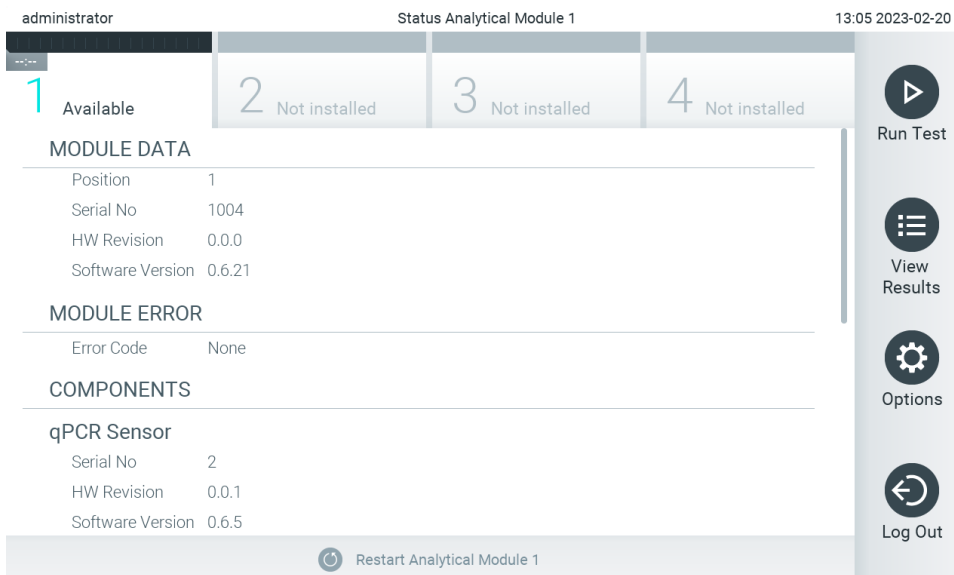 administrator Status Analytical Module 1 13:05 2023-02-20
--:--
1 Available
2 Not installed
3 Not installed
4 Not installed
MODULE DATA
Position 1
Serial No 1004
HW Revision 0.0.0
Software Version 0.6.21
MODULE ERROR
Error Code None
COMPONENTS
qPCR Sensor
Serial No 2
HW Revision 0.0.1
Software Version 0.6.5
Restart Analytical Module 1
Run Test
View
Results
Options
Log Out